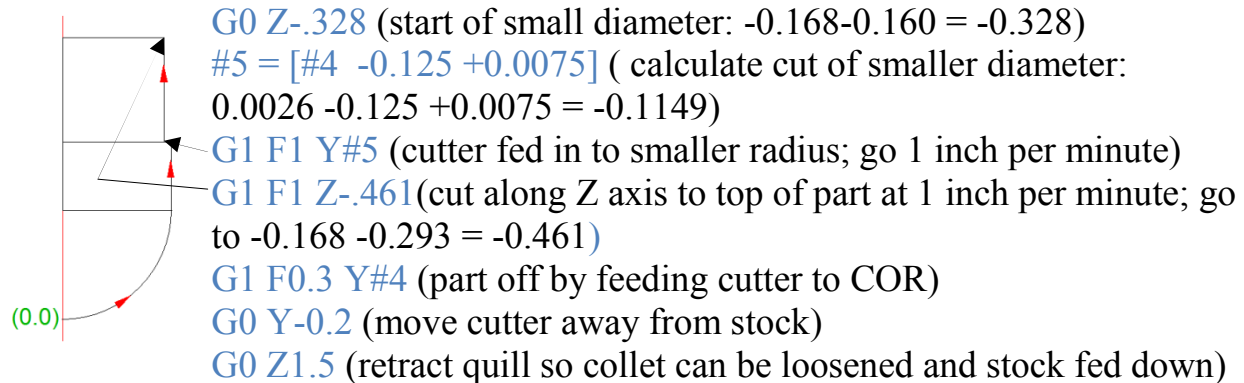 G0 Z-.328 (start of small diameter: -0.168-0.160 = -0.328)
#5 = [#4  -0.125 +0.0075] ( calculate cut of smaller diameter:
0.0026 -0.125 +0.0075 = -0.1149)
G1 F1 Y#5 (cutter fed in to smaller radius; go 1 inch per minute)
G1 F1 Z-.461(cut along Z axis to top of part at 1 inch per minute; go
to -0.168 -0.293 = -0.461)
G1 F0.3 Y#4 (part off by feeding cutter to COR)
(0.0)
G0 Y-0.2 (move cutter away from stock)
G0 Z1.5 (retract quill so collet can be loosened and stock fed down)